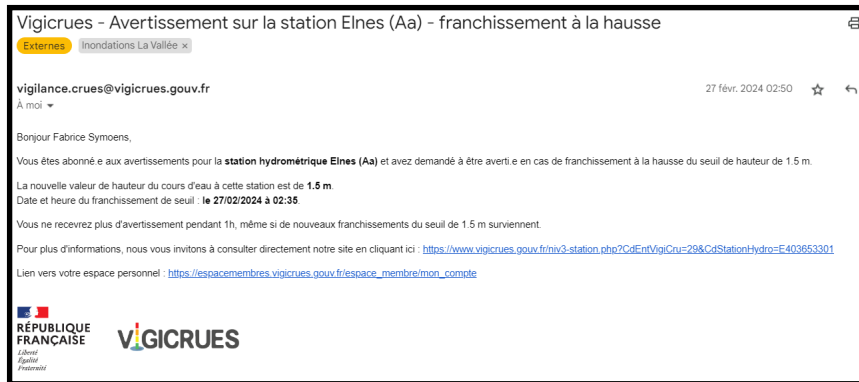 Vigicrues - Avertissement sur la station Elnes (Aa) - franchissement à la hausse
Externes Inondations La Vallée ×
vigilance.crues@vigicrues.gouv.fr 27 févr. 2024 02:50
À moi
Bonjour Fabrice Symoens,
Vous êtes abonné.e aux avertissements pour la station hydrométrique Elnes (Aa) et avez demandé à être averti.e en cas de franchissement à la hausse du seuil de hauteur de 1.5 m.
La nouvelle valeur de hauteur du cours d'eau à cette station est de 1.5 m.
Date et heure du franchissement de seuil : le 27/02/2024 à 02:35.
Vous ne recevrez plus d'avertissement pendant 1h, même si de nouveaux franchissements du seuil de 1.5 m surviennent.
Pour plus d'informations, nous vous invitons à consulter directement notre site en cliquant ici : https://www.vigicrues.gouv.fr/niv3-station.php?CdEntVigiCru=29&CdStationHydro=E403653301
Lien vers votre espace personnel : https://espacemembres.vigicrues.gouv.fr/espace_membre/mon_compte
RÉPUBLIQUE
FRANÇAISE
Liberté
Égalité
Fraternité
VIGICRUES